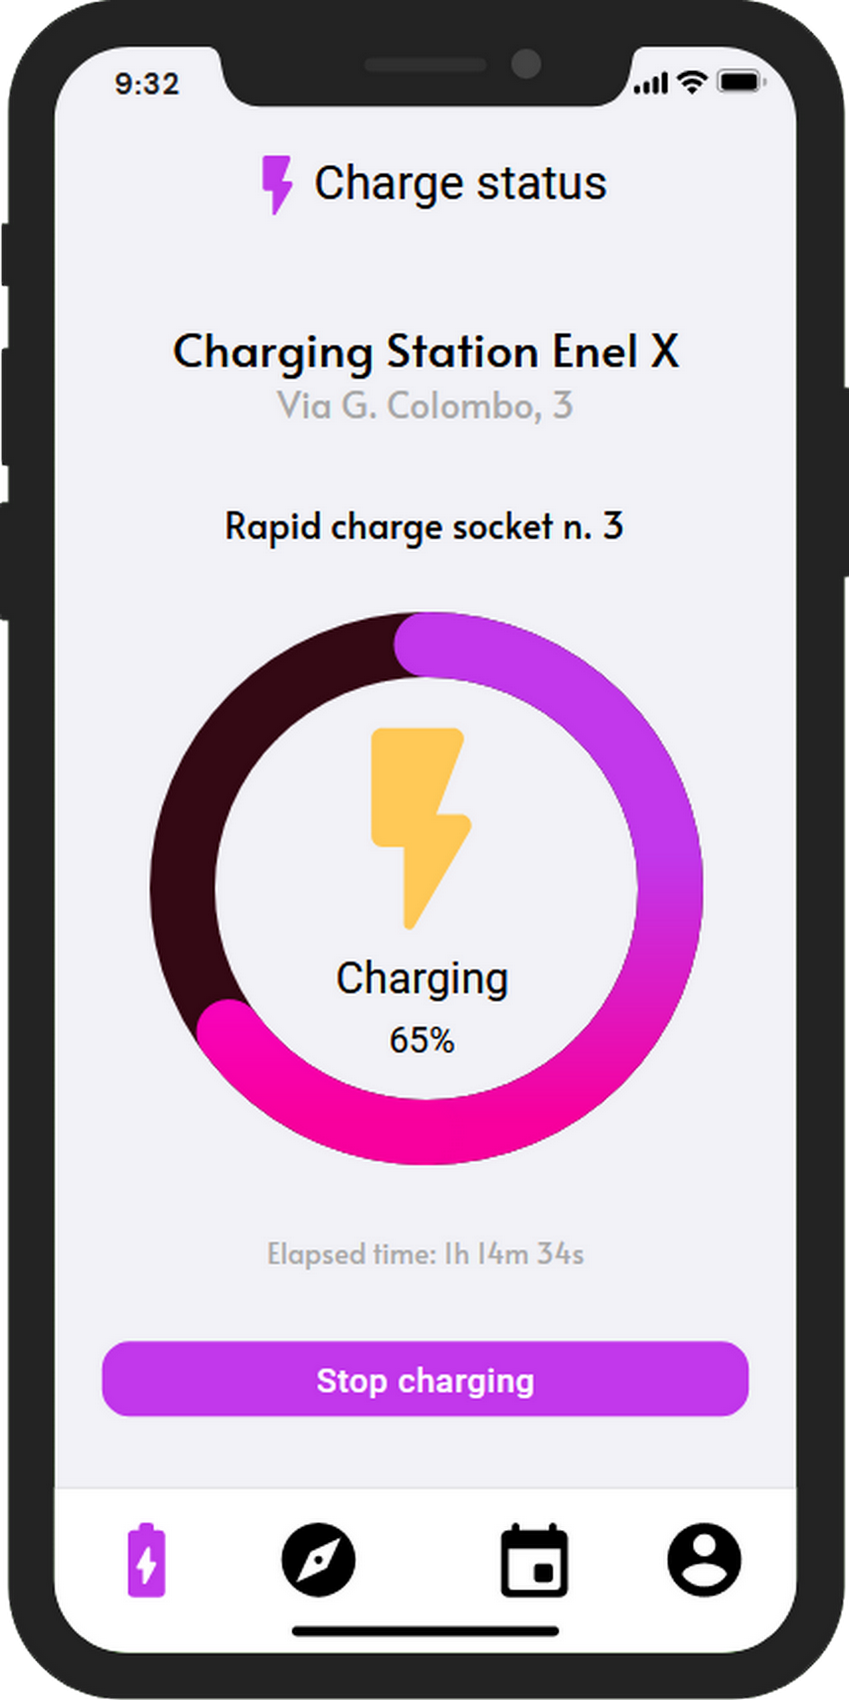 9:32
Charge status
Charging Station Enel X
Via G. Colombo, 3
Rapid charge socket n. 3
Charging
65%
Elapsed time: 1h 14m 34s
Stop charging